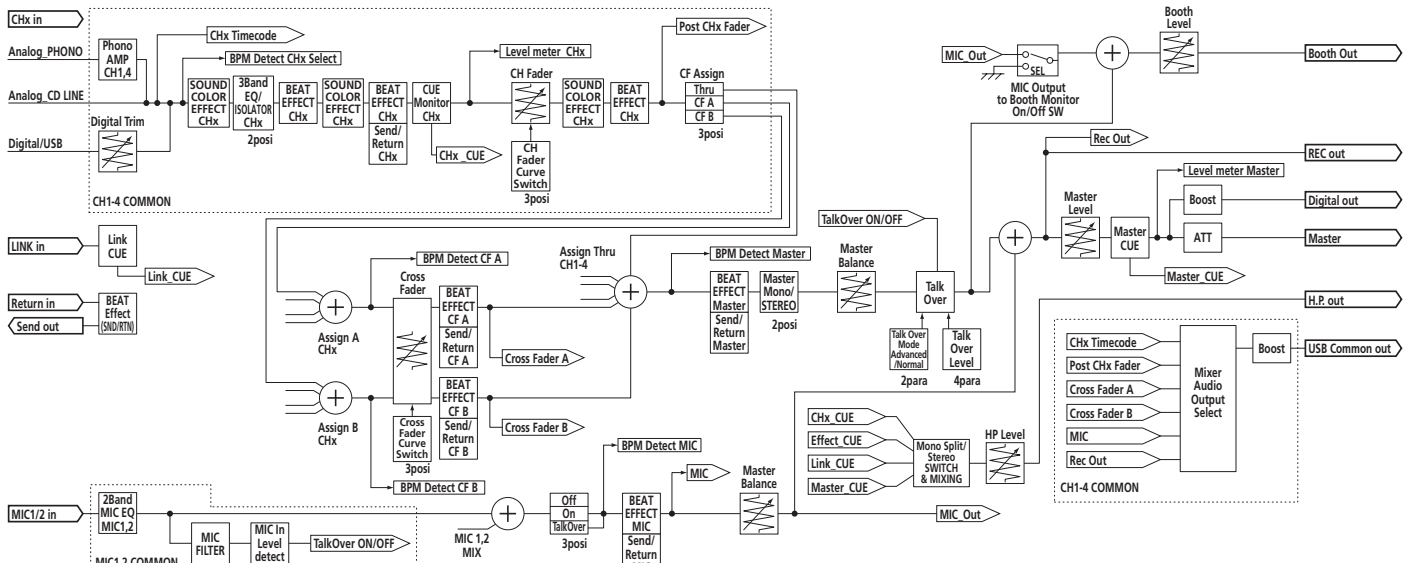 CHx in
Analog_PHONO
Phono
AMP
CH1,4
CHx Timecode
BPM Detect CHx Select
Analog_CD LINE
Digital Trim
Digital/USB
SOUND
COLOR
EFFECT
CHx
3Band
EQ/
ISOLATOR
CHx
2posi
BEAT
EFFECT
CHx
SOUND
COLOR
EFFECT
CHx
BEAT
EFFECT
CHx
Send/
Return
CHx
CUE
Monitor
CHx
CHx _CUE
Level meter CHx
CH Fader
CH
Fader
Curve
Switch
3posi
SOUND
COLOR
EFFECT
CHx
BEAT
EFFECT
CHx
Post CHx Fader
CF Assign
Thru
CF A
CF B
3posi
CH1-4 COMMON
MIC_Out
SEL
MIC Output
to Booth Monitor
On/Off SW
Booth
Level
Booth Out
Rec Out
REC out
Level meter Master
Master
Level
Master
CUE
Boost
Digital out
ATT
Master
Master_CUE
LINK in
Link
CUE
Link_CUE
Return in
Send out
BEAT
Effect
(SND/RTN)
BPM Detect CF A
Assign A
CHx
Cross
Fader
BEAT
EFFECT
CF A
Send/
Return
CF A
Cross Fader A
Assign Thru
CH1-4
BPM Detect Master
BEAT
EFFECT
Master
Send/
Return
Master
Master
Mono/
STEREO
2posi
Master
Balance
TalkOver ON/OFF
Talk
Over
Talk Over
Mode
Advanced
/Normal
2para
Talk
Over
Level
4para
H.P. out
Assign B
CHx
Cross
Fader
Curve
Switch
3posi
BEAT
EFFECT
CF B
Send/
Return
CF B
Cross Fader B
BPM Detect CF B
CHx_CUE
Effect_CUE
Link_CUE
Master_CUE
Mono Split/
Stereo
SWITCH
& MIXING
HP Level
CHx Timecode
Post CHx Fader
Cross Fader A
Cross Fader B
MIC
Rec Out
Mixer
Audio
Output
Select
Boost
USB Common out
CH1-4 COMMON
MIC1/2 in
2Band
MIC EQ
MIC1,2
MIC
FILTER
MIC In
Level
detect
TalkOver ON/OFF
MIC1,2 COMMON
MIC 1,2
MIX
Off
On
TalkOver
3posi
BPM Detect MIC
BEAT
EFFECT
MIC
Send/
Return
MIC
Master
Balance
MIC_Out